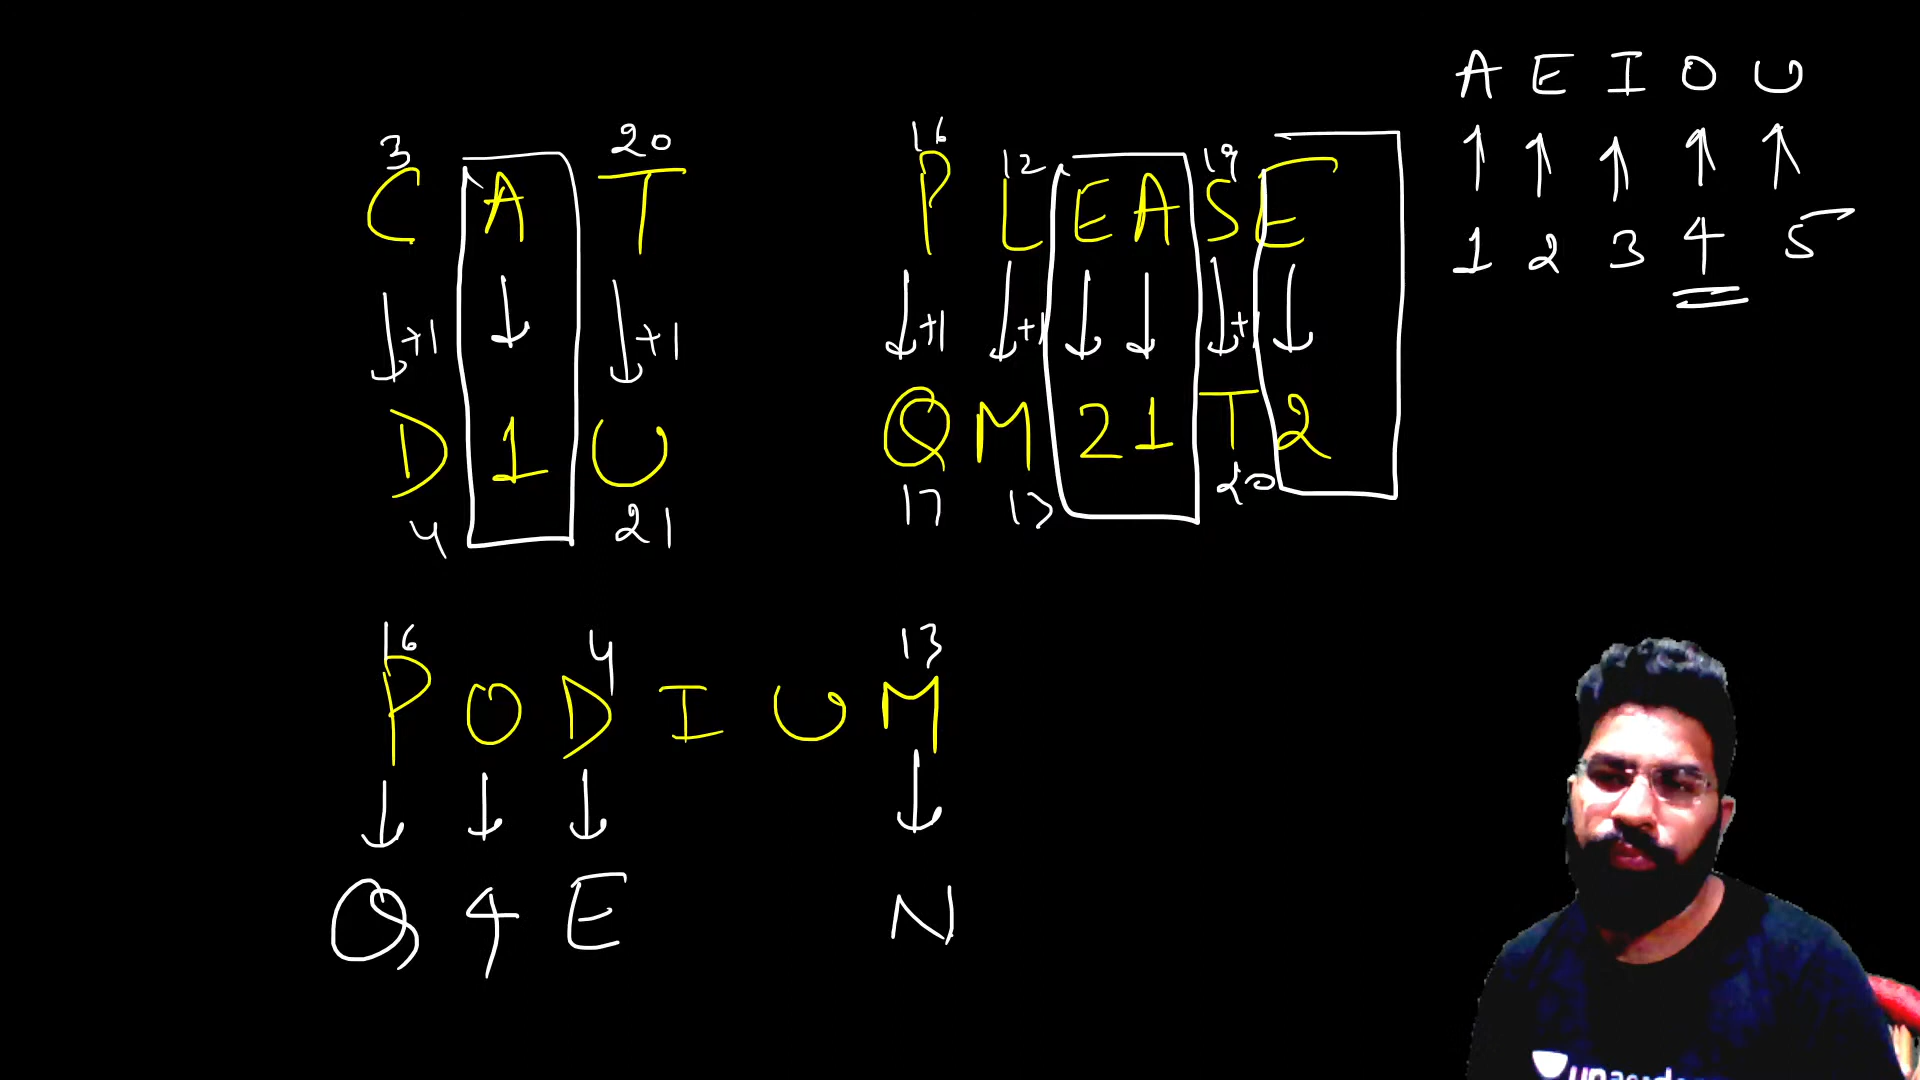 A E I O U
1 2 3 4 5
3 20
C A T
+1 +1
D 1 U
4 21
16 12 19
P L E A S E
+1 +1 +1
Q M 2 1 T 2
17 13 20
16 4 13
P O D I U M
Q 4 E N